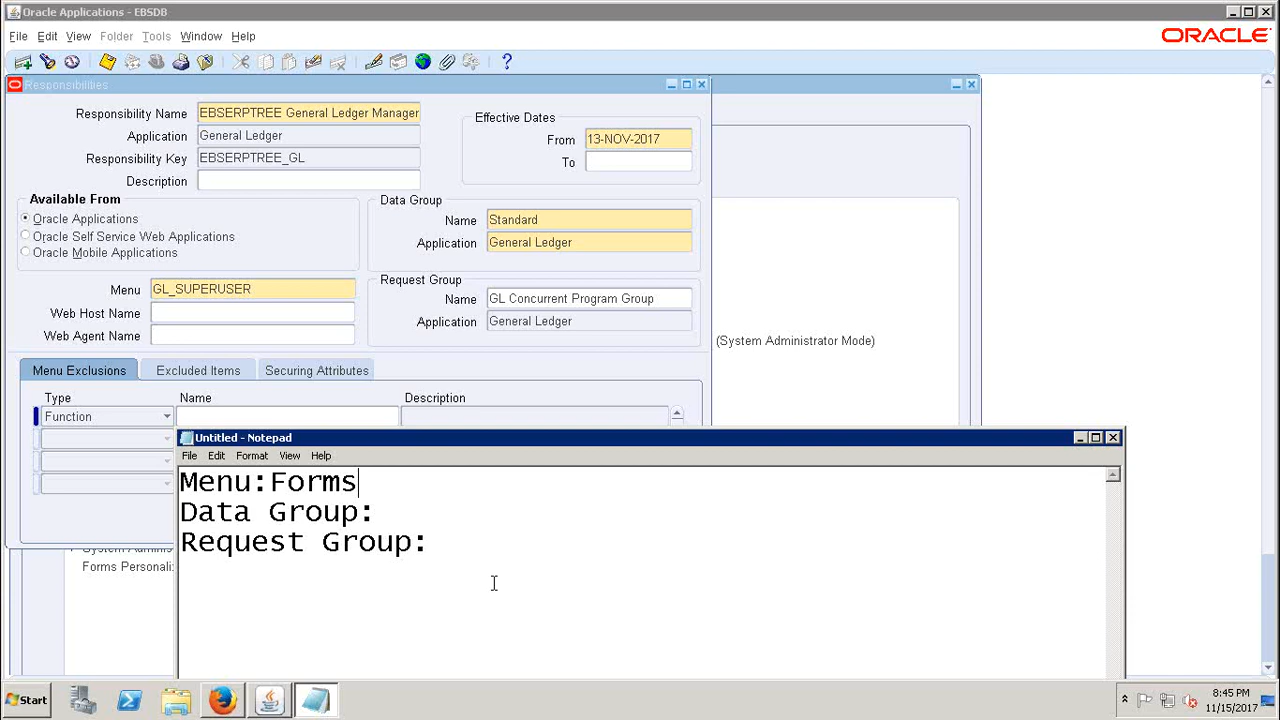 Oracle Applications - EBSDB
File Edit View Folder Tools Window Help
ORACLE
Responsibilities
Responsibility Name EBSERPTREE General Ledger Manager
Application General Ledger
Responsibility Key EBSERPTREE_GL
Description
Effective Dates
From 13-NOV-2017
To
Available From
Oracle Applications
Oracle Self Service Web Applications
Oracle Mobile Applications
Data Group
Name Standard
Application General Ledger
Menu GL_SUPERUSER
Web Host Name
Web Agent Name
Request Group
Name GL Concurrent Program Group
Application General Ledger
(System Administrator Mode)
Menu Exclusions Excluded Items Securing Attributes
Type Name Description
Function
Untitled - Notepad
File Edit Format View Help
Menu:Forms
Data Group:
Request Group:
Forms Personali
Start
8:45 PM
11/15/2017